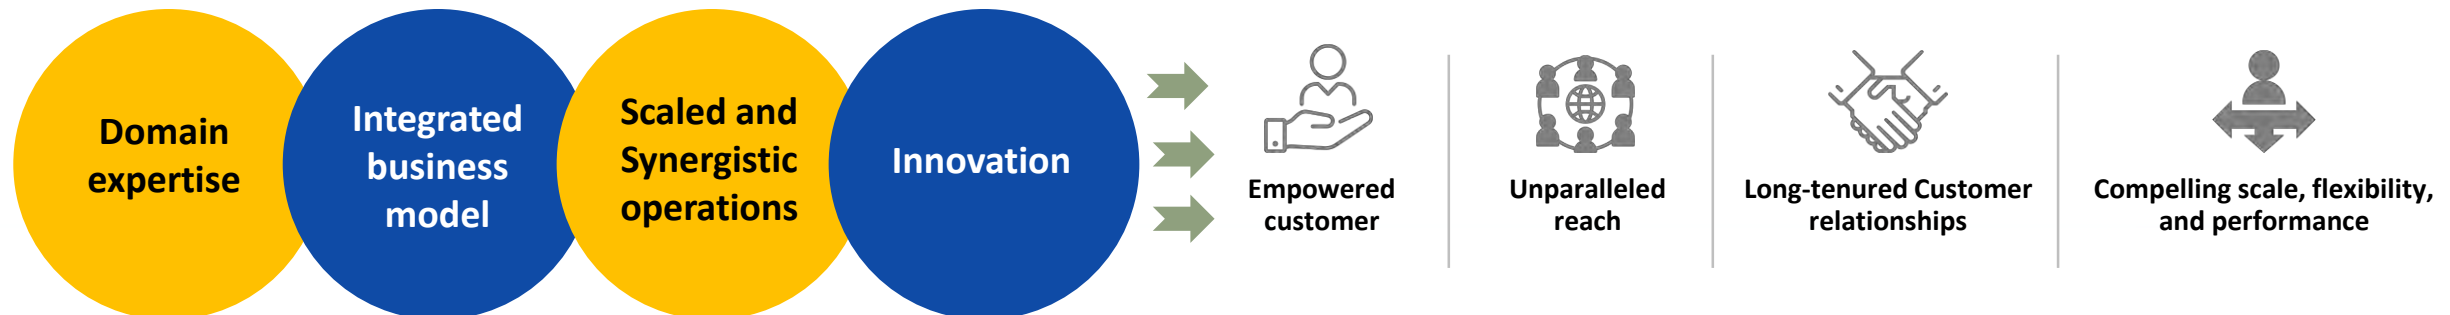 Domain
expertise
Integrated
business
model
Scaled and
Synergistic
operations
Innovation
Empowered
customer
Unparalleled
reach
Long-tenured Customer
relationships
Compelling scale, flexibility,
and performance